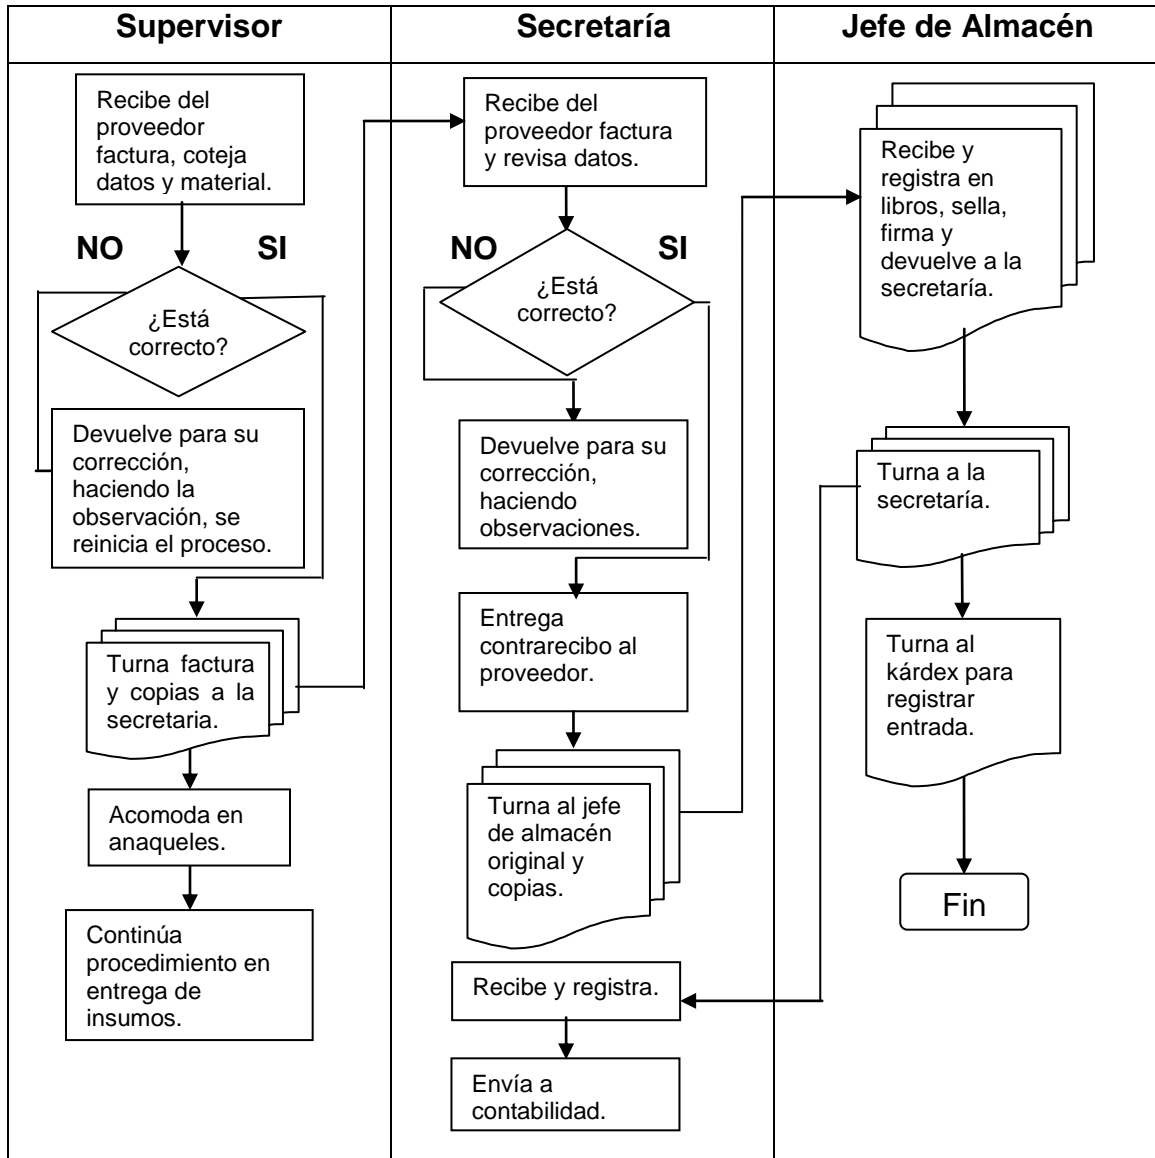 Supervisor
Secretaría
Jefe de Almacén
Recibe del
proveedor
factura, coteja
datos y material.
NO
SI
¿Está
correcto?
Devuelve para su
corrección,
haciendo la
observación, se
reinicia el proceso.
Turna factura
y copias a la
secretaria.
Acomoda en
anaqueles.
Continúa
procedimiento en
entrega de
insumos.
Recibe del
proveedor factura
y revisa datos.
NO
SI
¿Está
correcto?
Devuelve para su
corrección,
haciendo
observaciones.
Entrega
contrarecibo al
proveedor.
Turna al jefe
de almacén
original y
copias.
Recibe y registra.
Envía a
contabilidad.
Recibe y
registra en
libros, sella,
firma y
devuelve a la
secretaría.
Turna a la
secretaría.
Turna al
kárdex para
registrar
entrada.
Fin